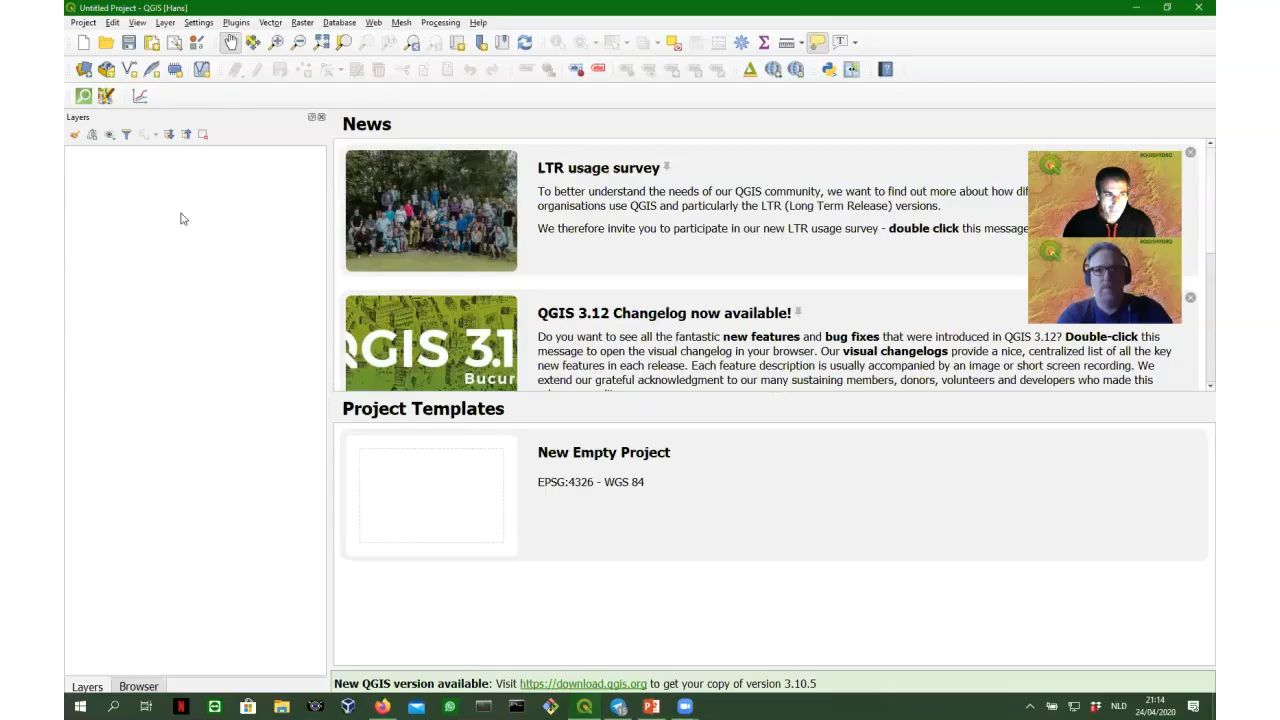 Untitled Project - QGIS [Hans]
Project Edit View Layer Settings Plugins Vector Raster Database Web Mesh Processing Help
Layers
News
LTR usage survey
To better understand the needs of our QGIS community, we want to find out more about how dif
organisations use QGIS and particularly the LTR (Long Term Release) versions.
We therefore invite you to participate in our new LTR usage survey - double click this message
#QGISHYDRO
#QGISHYDRO
QGIS 3.1
Bucur
QGIS 3.12 Changelog now available!
Do you want to see all the fantastic new features and bug fixes that were introduced in QGIS 3.12? Double-click this
message to open the visual changelog in your browser. Our visual changelogs provide a nice, centralized list of all the key
new features in each release. Each feature description is usually accompanied by an image or short screen recording. We
extend our grateful acknowledgment to our many sustaining members, donors, volunteers and developers who made this
Project Templates
New Empty Project
EPSG:4326 - WGS 84
Layers Browser
New QGIS version available: Visit https://download.qgis.org to get your copy of version 3.10.5
NLD
21:14
24/04/2020